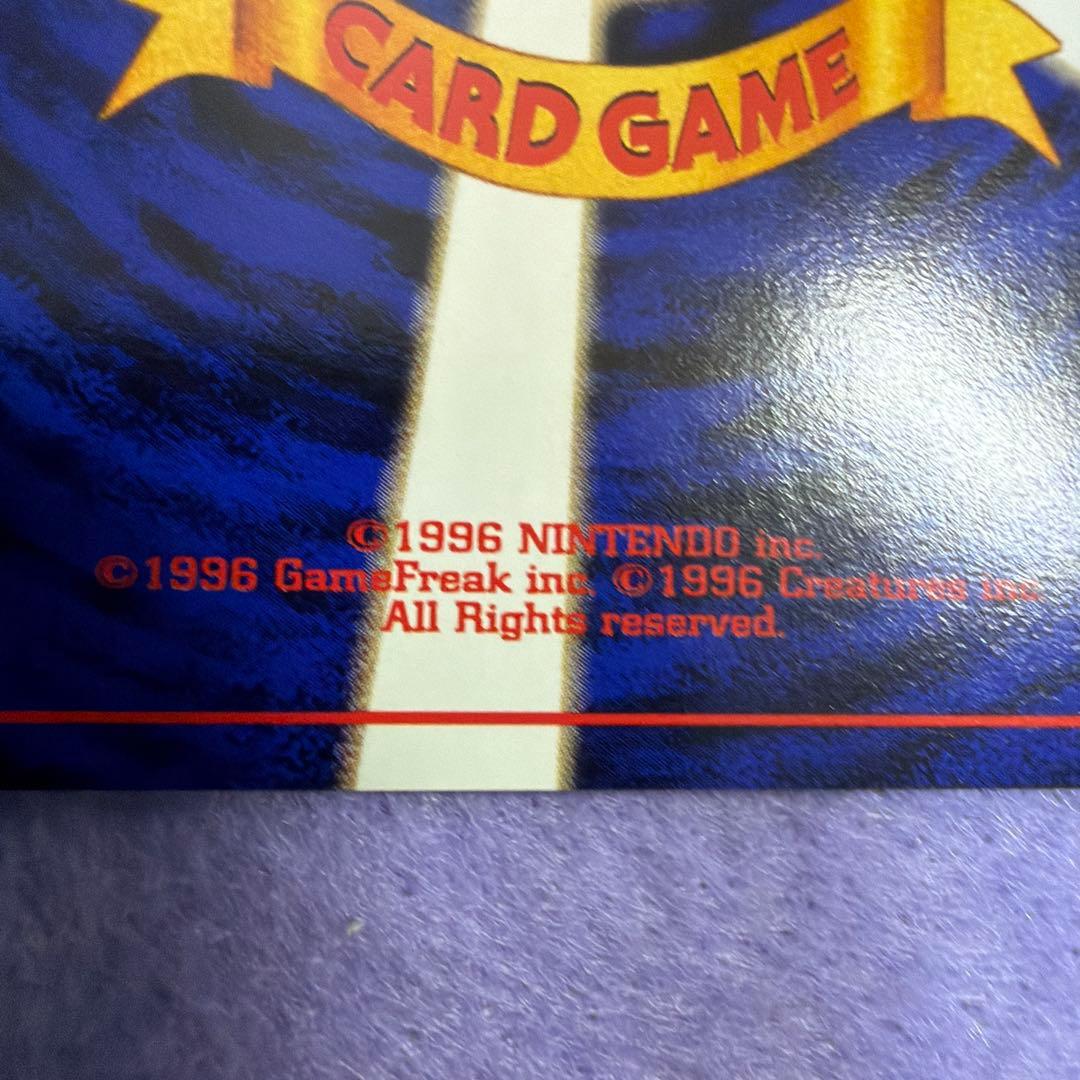 CARD GAME
©1996 NINTENDO inc.
©1996 GameFreak inc. ©1996 Creatures inc.
All Rights reserved.